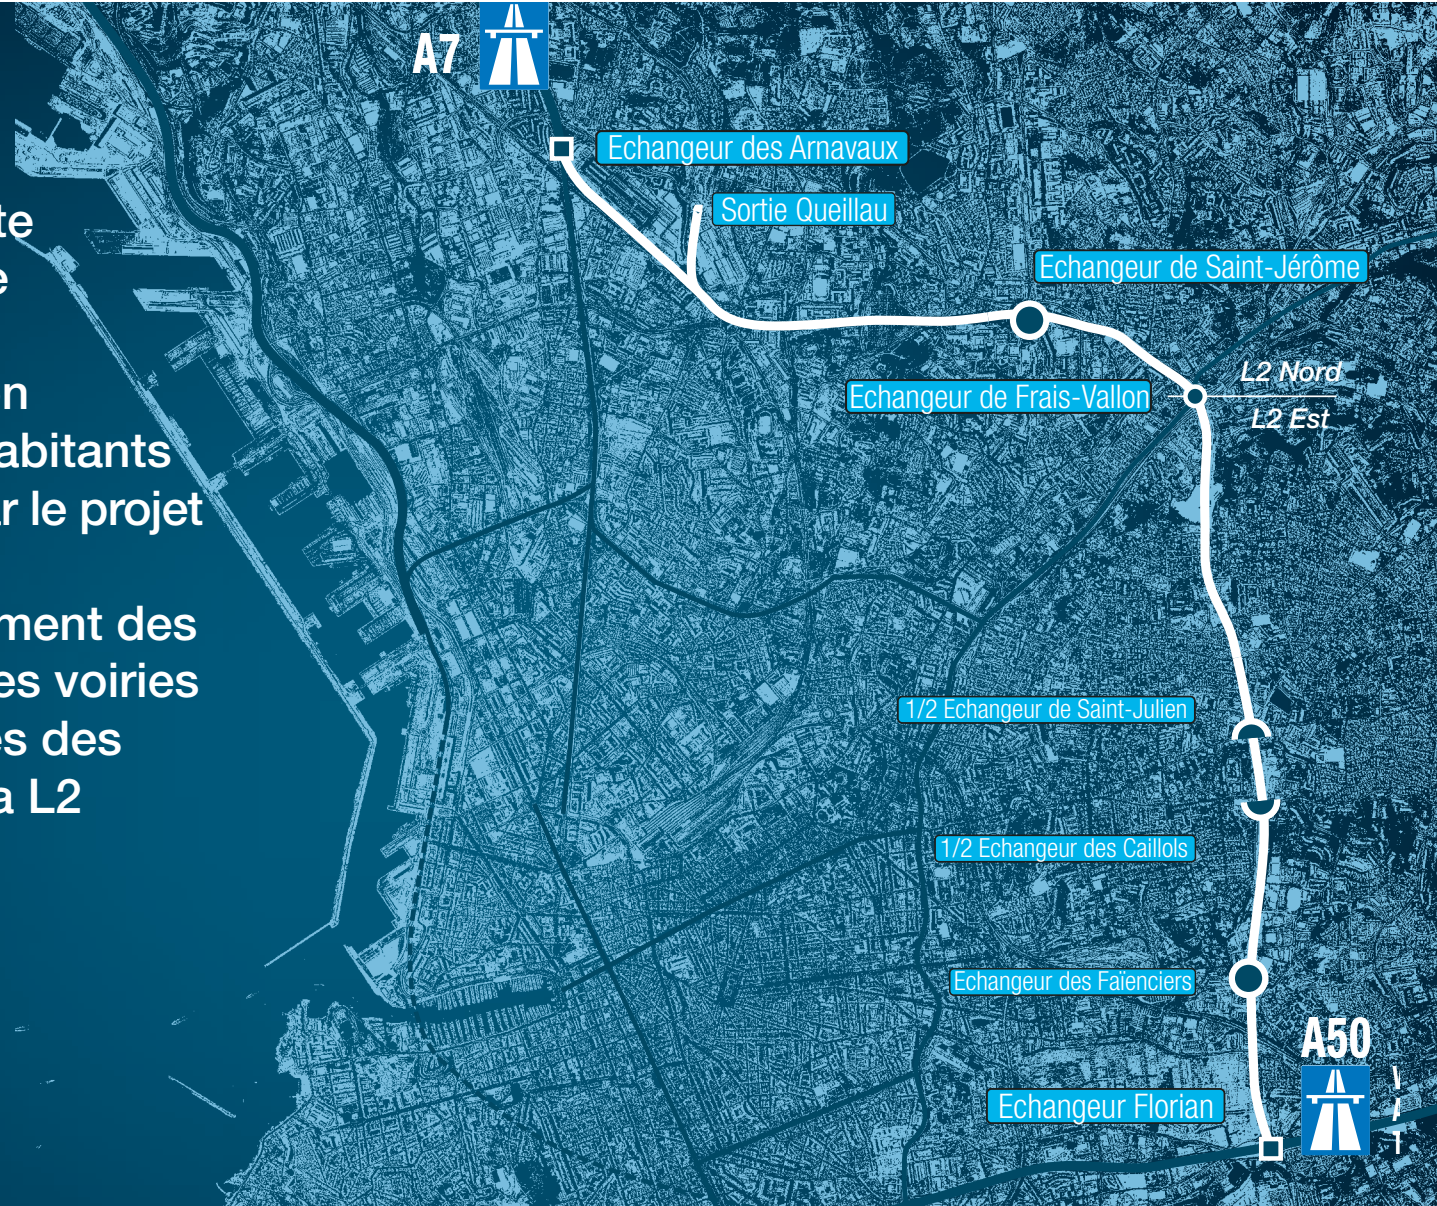 A7
Echangeur des Arnavaux
Sortie Queillau
te
e
Echangeur de Saint-Jérôme
L2 Nord
n
Echangeur de Frais-Vallon
L2 Est
abitants
ar le projet
ment des
es voiries
1/2 Echangeur de Saint-Julien
es des
a L2
1/2 Echangeur des Caillols
Echangeur des Faïenciers
A50
Echangeur Florian